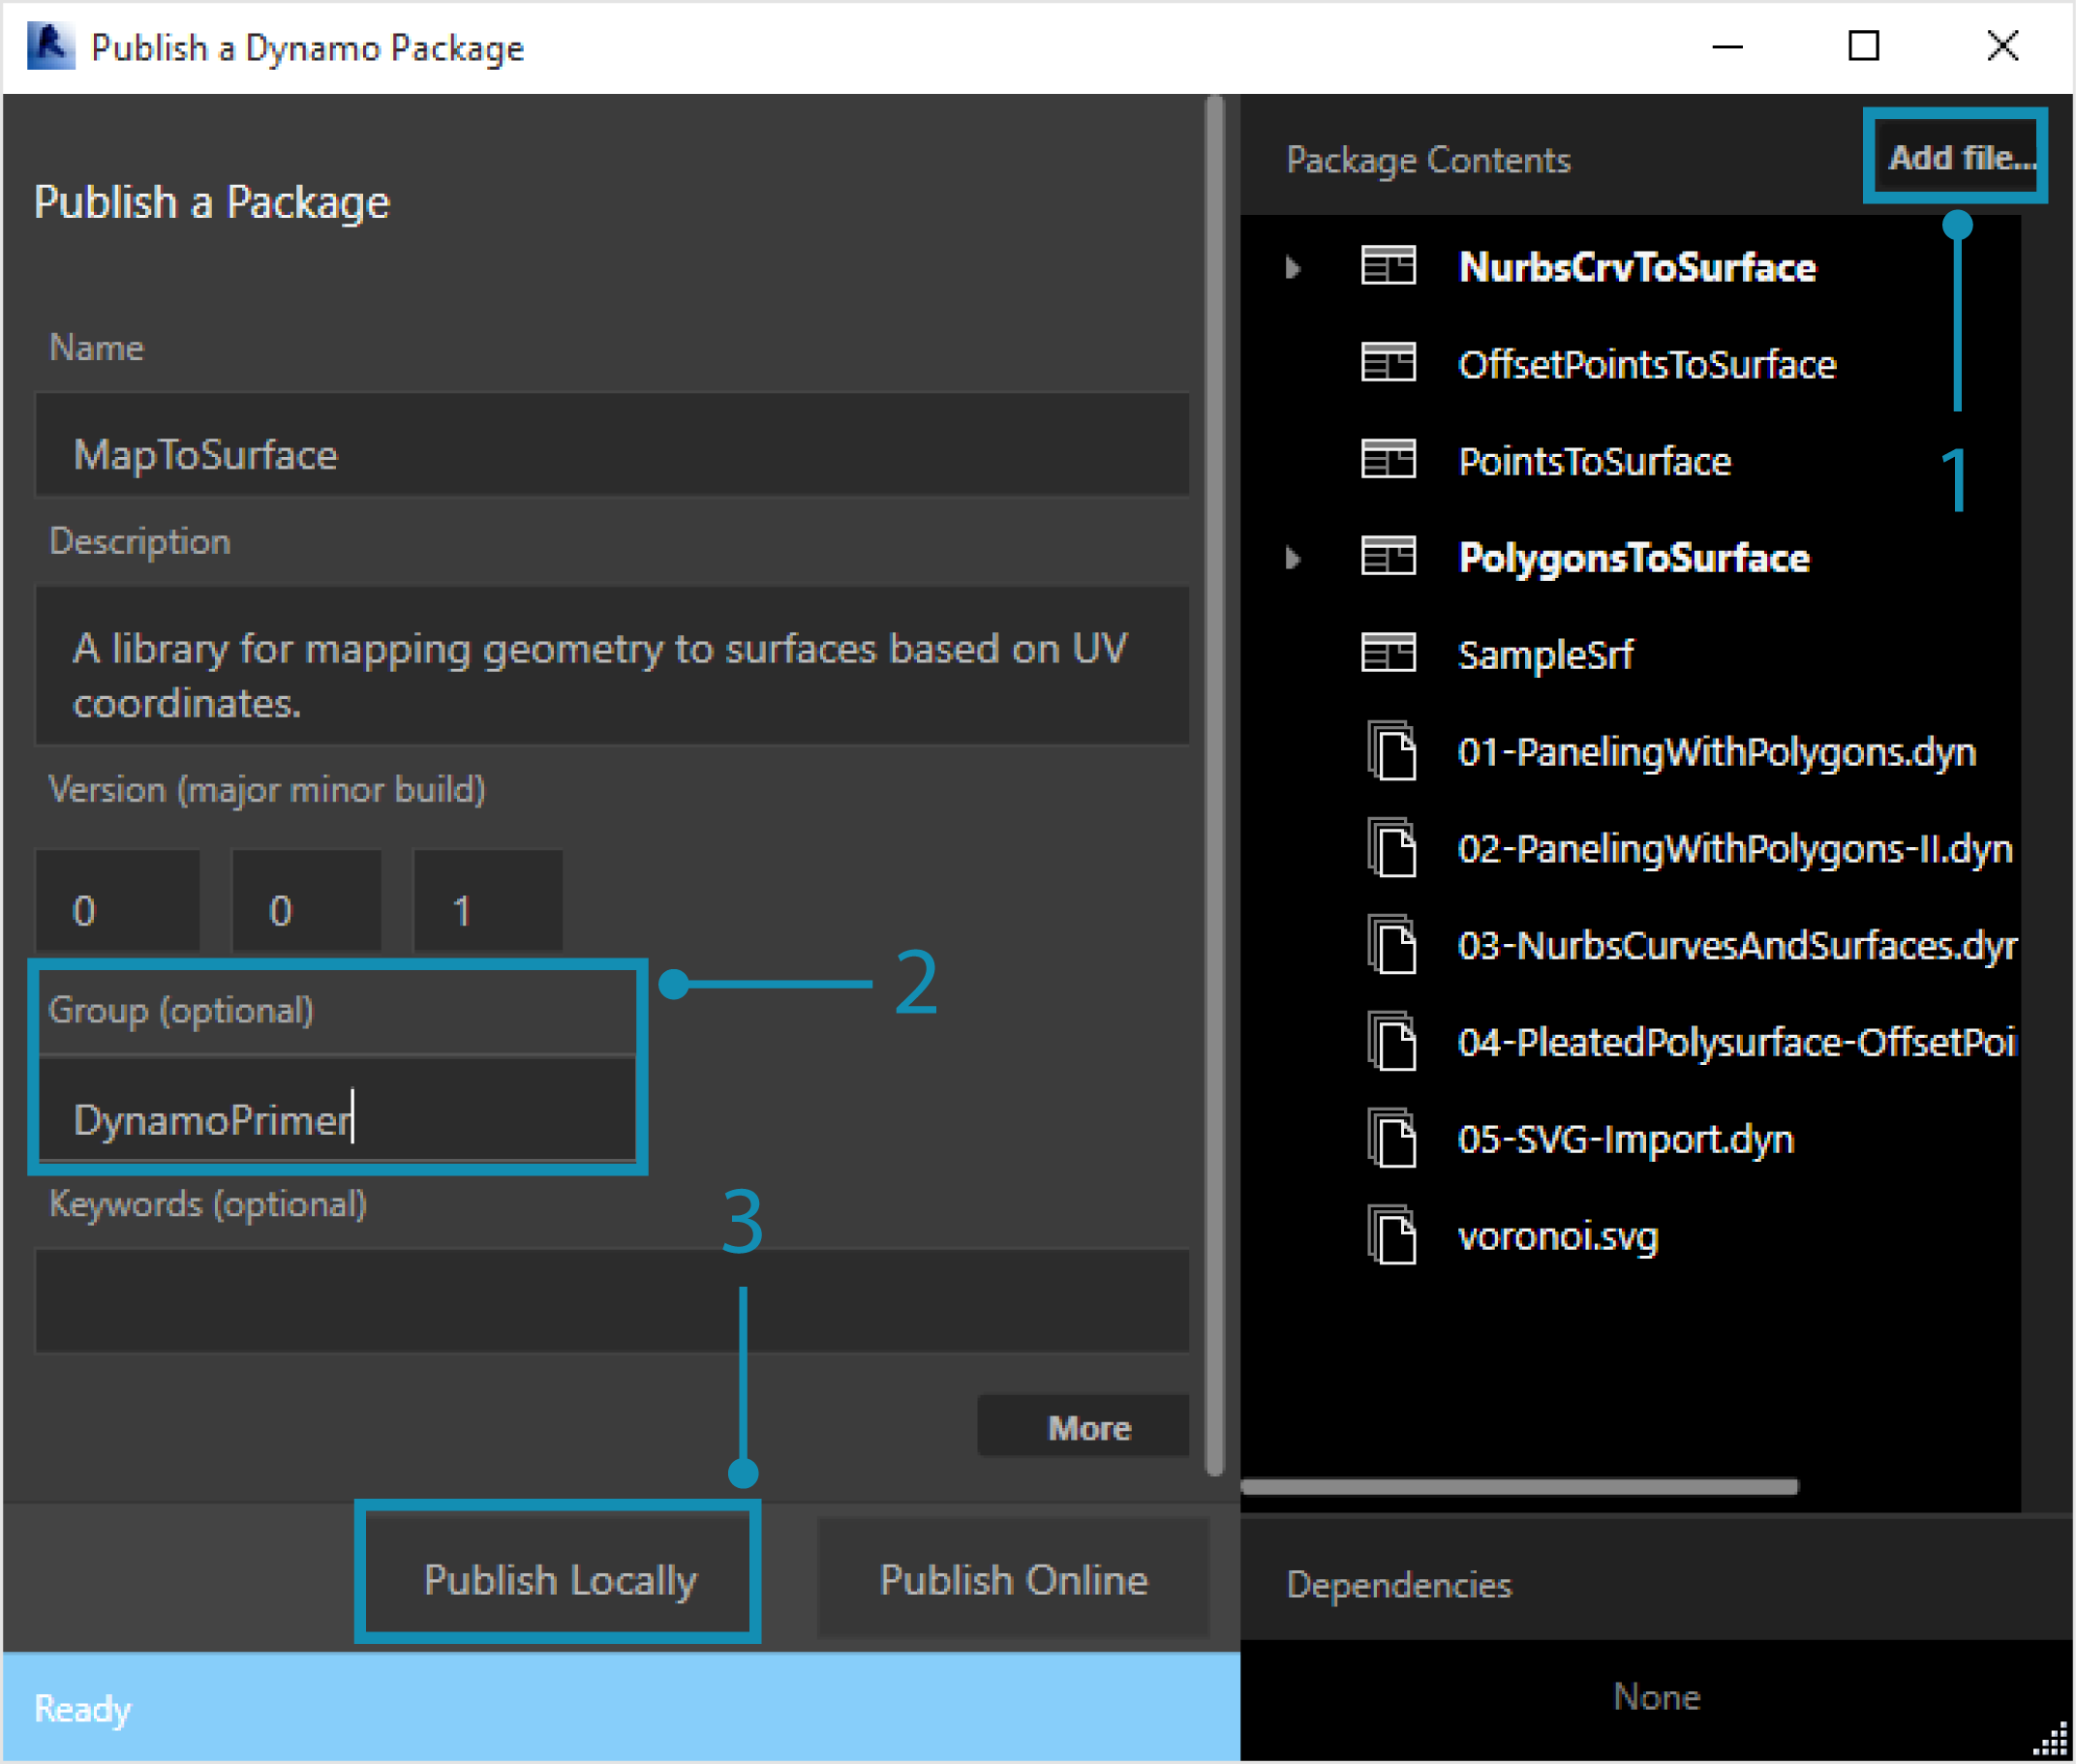 Publish a Dynamo Package
Publish a Package
Name
MapToSurface
Description
A library for mapping geometry to surfaces based on UV
coordinates.
Version (major minor build)
0 0 1
2
Group (optional)
DynamoPrimer
Keywords (optional)
3
More
Publish Locally
Publish Online
Ready
Package Contents
Add file...
1
NurbsCrvToSurface
OffsetPointsToSurface
PointsToSurface
PolygonsToSurface
SampleSrf
01-PanelingWithPolygons.dyn
02-PanelingWithPolygons-II.dyn
03-NurbsCurvesAndSurfaces.dyr
04-PleatedPolysurface-OffsetPoi
05-SVG-Import.dyn
voronoi.svg
Dependencies
None